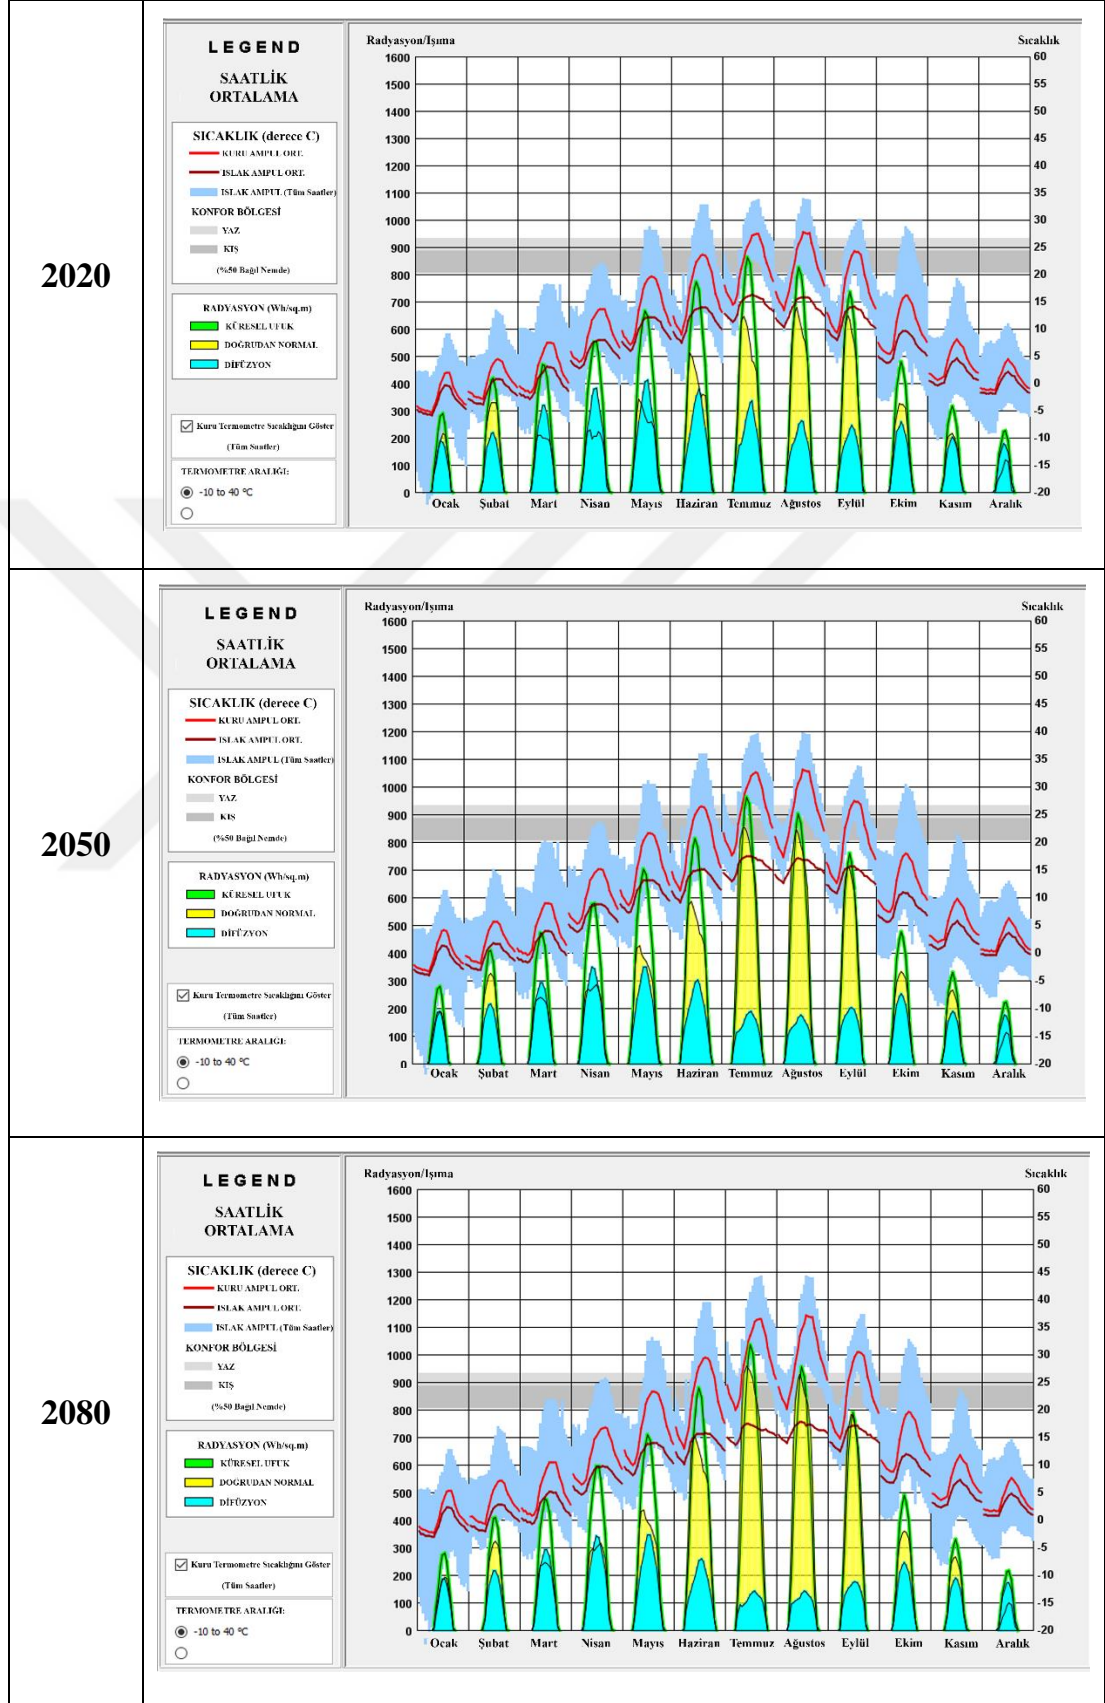 2020
LEGEND
SAATLİK
ORTALAMA
SICAKLIK (derece C)
KURU AMPUL ORT.
ISLAK AMPUL ORT.
ISLAK AMPUL (Tüm Saatler)
KONFOR BÖLGESİ
YAZ
KIŞ
(%50 Bağıl Nemde)
RADYASYON (Wh/sq.m)
KÜRESEL UFUK
DOĞRUDAN NORMAL
DİFÜZYON
Kuru Termometre Sıcaklığını Göster
(Tüm Saatler)
TERMOMETRE ARALIĞI:
-10 to 40 °C
Radyasyon/Işıma
Sıcaklık
1600
1500
1400
1300
1200
1100
1000
900
800
700
600
500
400
300
200
100
0
60
55
50
45
40
35
30
25
20
15
10
5
0
-5
-10
-15
-20
Ocak Şubat Mart Nisan Mayıs Haziran Temmuz Ağustos Eylül Ekim Kasım Aralık
2050
LEGEND
SAATLİK
ORTALAMA
SICAKLIK (derece C)
KURU AMPUL ORT.
ISLAK AMPUL ORT.
ISLAK AMPUL (Tüm Saatler)
KONFOR BÖLGESİ
YAZ
KIŞ
(%50 Bağıl Nemde)
RADYASYON (Wh/sq.m)
KÜRESEL UFUK
DOĞRUDAN NORMAL
DİFÜZYON
Kuru Termometre Sıcaklığını Göster
(Tüm Saatler)
TERMOMETRE ARALIGI:
-10 to 40 °C
Radyasyon/Işıma
Sıcaklık
1600
1500
1400
1300
1200
1100
1000
900
800
700
600
500
400
300
200
100
0
60
55
50
45
40
35
30
25
20
15
10
5
0
-5
-10
-15
-20
Ocak Şubat Mart Nisan Mayıs Haziran Temmuz Ağustos Eylül Ekim Kasım Aralık
2080
LEGEND
SAATLİK
ORTALAMA
SICAKLIK (derece C)
KURU AMPUL ORT.
ISLAK AMPUL ORT.
ISLAK AMPUL (Tüm Saatler)
KONFOR BÖLGESİ
YAZ
KIŞ
(%50 Bağıl Nemde)
RADYASYON (Wh/sq.m)
KÜRESEL UFUK
DOĞRUDAN NORMAL
DİFÜZYON
Kuru Termometre Sıcaklığını Göster
(Tüm Saatler)
TERMOMETRE ARALIGI:
-10 to 40 °C
Radyasyon/Işıma
Sıcaklık
1600
1500
1400
1300
1200
1100
1000
900
800
700
600
500
400
300
200
100
0
60
55
50
45
40
35
30
25
20
15
10
5
0
-5
-10
-15
-20
Ocak Şubat Mart Nisan Mayıs Haziran Temmuz Ağustos Eylül Ekim Kasım Aralık